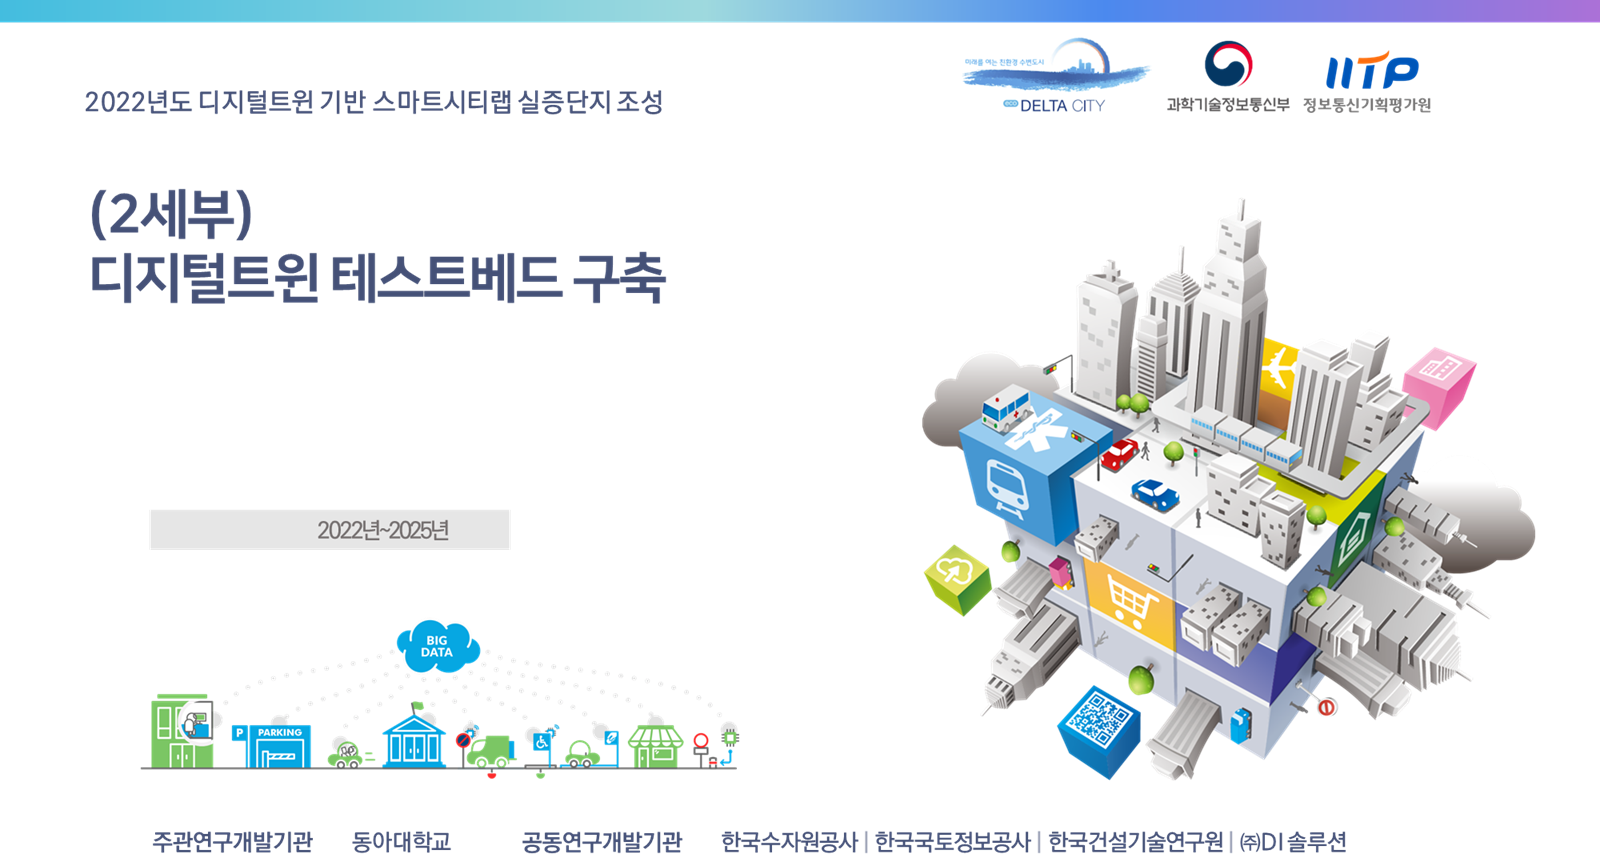 2022년도 디지털트윈 기반 스마트시티랩 실증단지 조성
미래를 여는 친환경 수변도시
eco DELTA CITY
과학기술정보통신부
IITP
정보통신기획평가원
(2세부)
디지털트윈 테스트베드 구축
2022년~2025년
BIG
DATA
P
PARKING
주관연구개발기관 동아대학교 공동연구개발기관 한국수자원공사 | 한국국토정보공사 | 한국건설기술연구원 | ㈜DI 솔루션